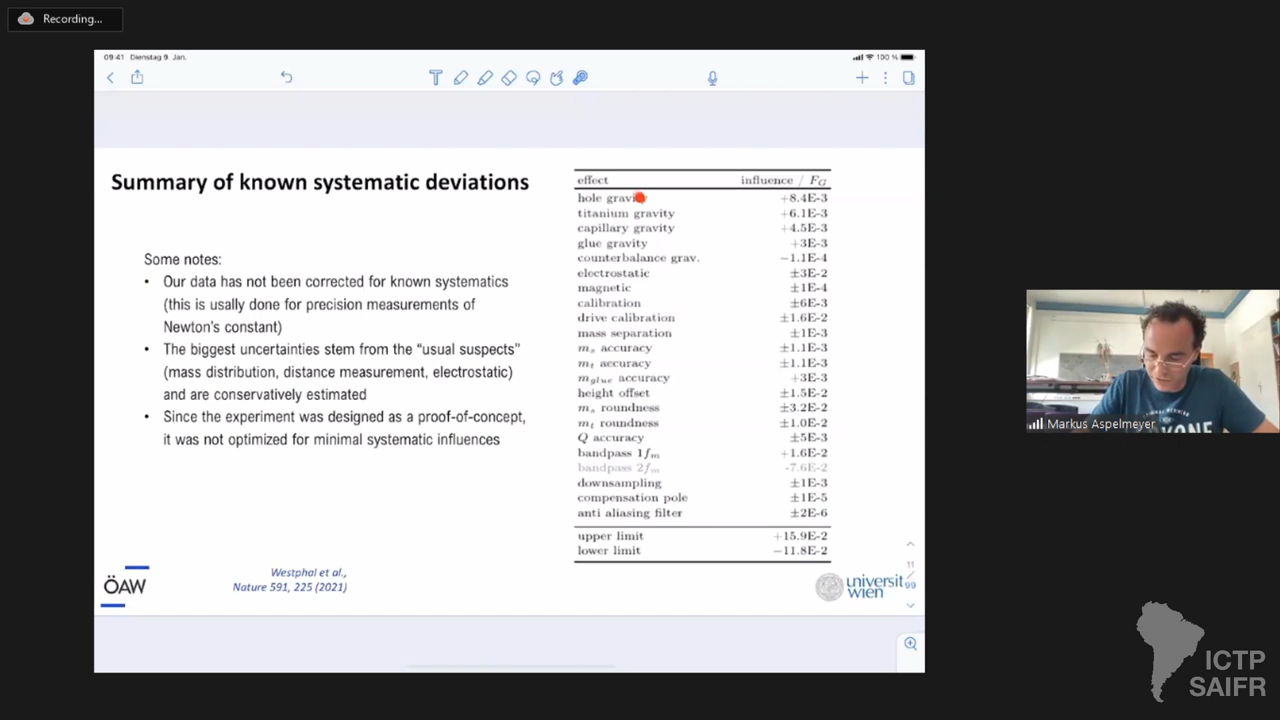 Recording...
09:41 Dienstag 9. Jan.
100 %
Summary of known systematic deviations
Some notes:
• Our data has not been corrected for known systematics
(this is usally done for precision measurements of
Newton's constant)
• The biggest uncertainties stem from the “usual suspects”
(mass distribution, distance measurement, electrostatic)
and are conservatively estimated
• Since the experiment was designed as a proof-of-concept,
it was not optimized for minimal systematic influences
Westphal et al.,
Nature 591, 225 (2021)
ÖAW
effect influence / F_G
hole gravi +8.4E-3
titanium gravity +6.1E-3
capillary gravity +4.5E-3
glue gravity +3E-3
counterbalance grav. −1.1E-4
electrostatic ±3E-2
magnetic ±1E-4
calibration ±6E-3
drive calibration ±1.6E-2
mass separation ±1E-3
m_s accuracy ±1.1E-3
m_t accuracy ±1.1E-3
m_glue accuracy +3E-3
height offset ±1.5E-2
m_s roundness ±3.2E-2
m_t roundness ±1.0E-2
Q accuracy ±5E-3
bandpass 1f_m +1.6E-2
bandpass 2f_m -7.6E-2
downsampling ±1E-3
compensation pole ±1E-5
anti aliasing filter ±2E-6
upper limit +15.9E-2
lower limit −11.8E-2
universit
wien
11
/
99
Markus Aspelmeyer
ICTP
SAIFR